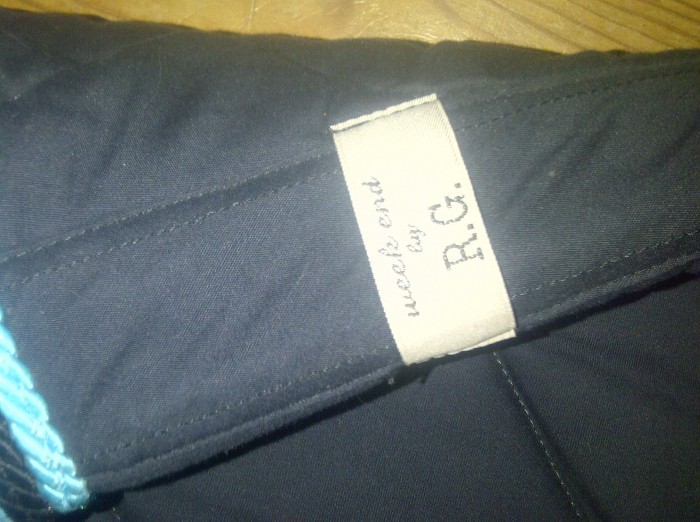 week end
by
R.G.